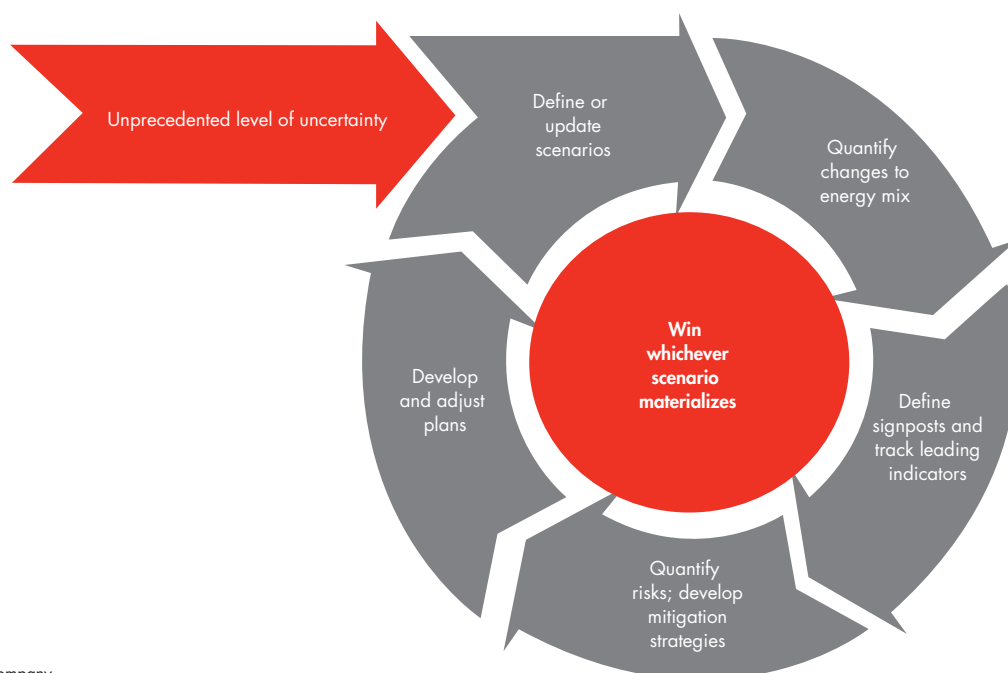 Unprecedented level of uncertainty
Define or
update
scenarios
Quantify
changes to
energy mix
Define
signposts and
track leading
indicators
Quantify
risks; develop
mitigation
strategies
Develop
and adjust
plans
Win
whichever
scenario
materializes